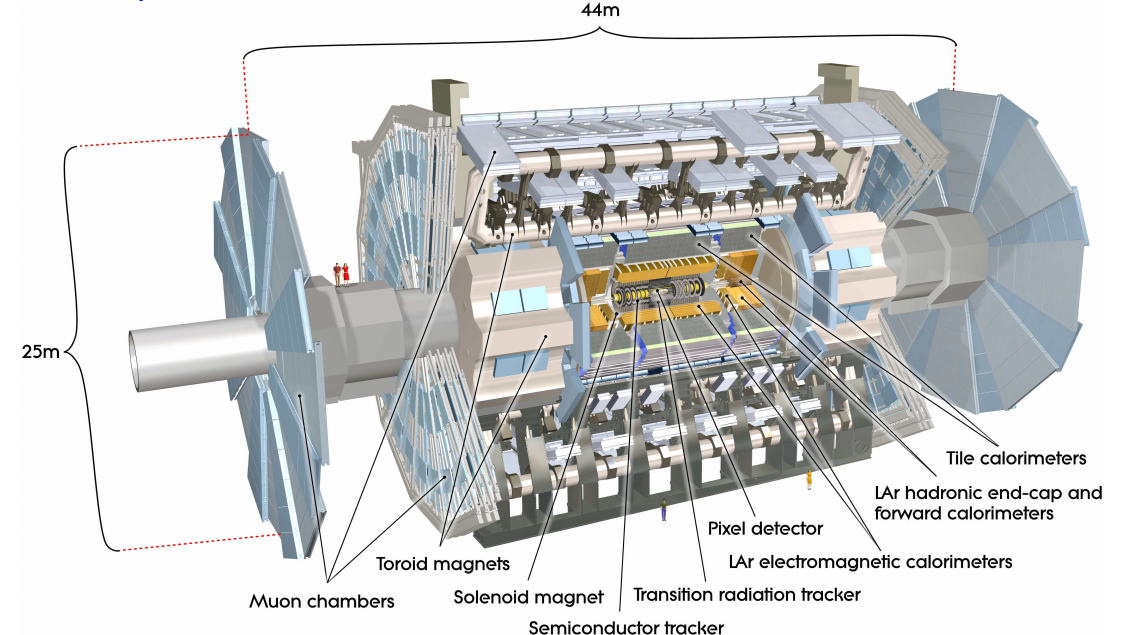 44m
25m
Tile calorimeters
LAr hadronic end-cap and
forward calorimeters
Pixel detector
LAr electromagnetic calorimeters
Toroid magnets
Transition radiation tracker
Muon chambers
Solenoid magnet
Semiconductor tracker